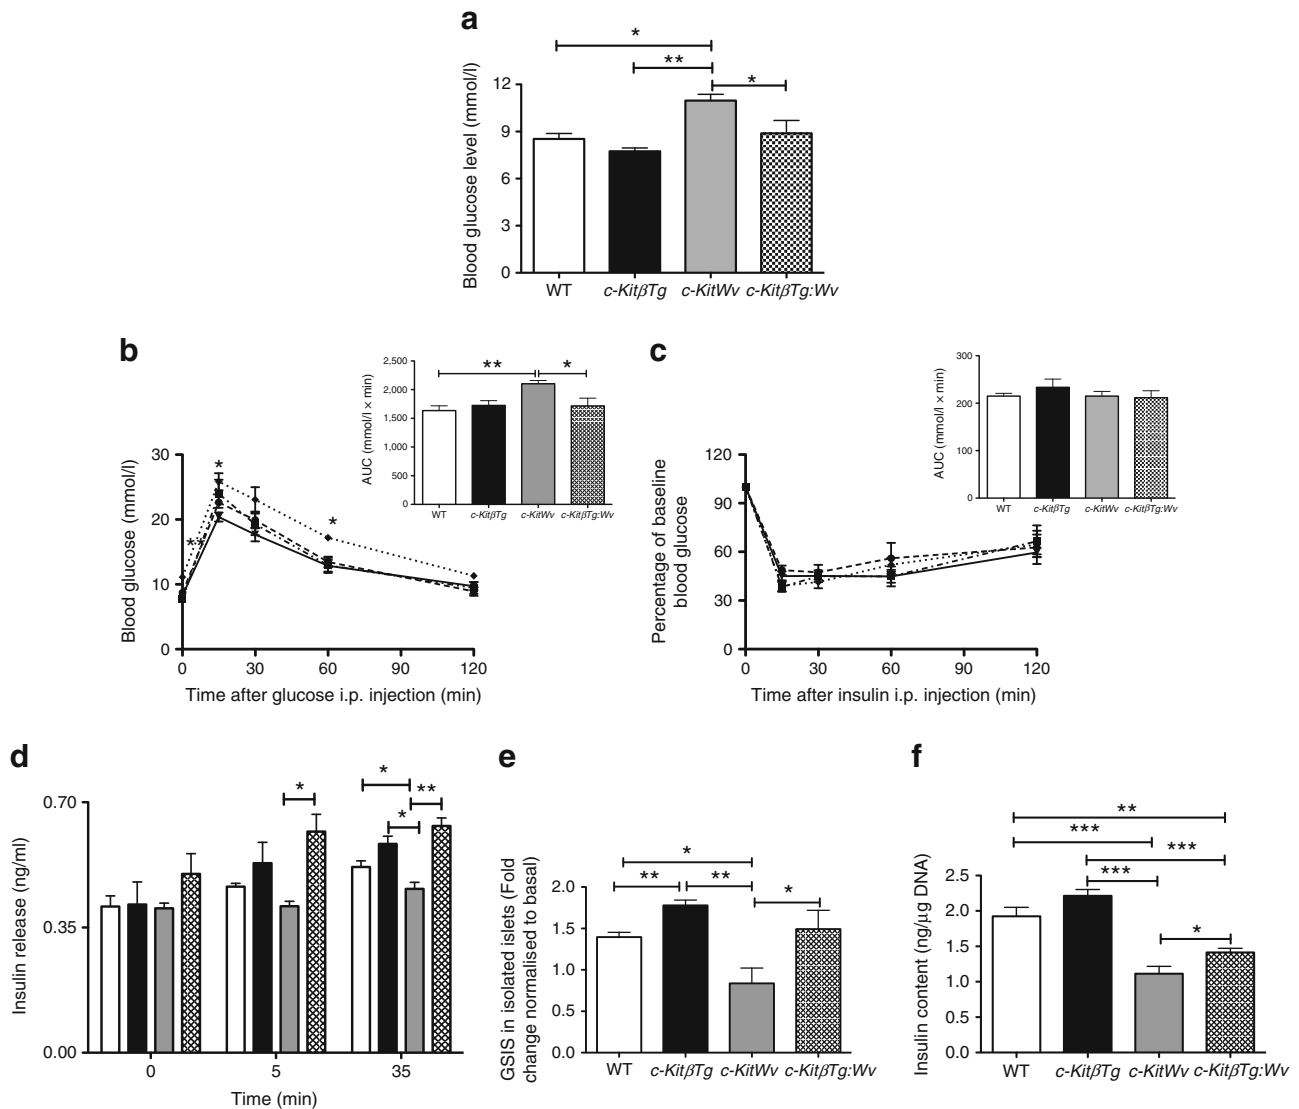 a
*
**
*
Blood glucose level (mmol/l)
12
9
6
3
0
WT
c-KitβTg
c-KitWv
c-KitβTg:Wv
b
AUC (mmol/l × min)
2,500
2,000
1,500
1,000
500
0
**
*
WT
c-KitβTg
c-KitWv
c-KitβTg:Wv
Blood glucose (mmol/l)
30
20
10
0
**
*
*
0
30
60
90
120
Time after glucose i.p. injection (min)
c
AUC (mmol/l × min)
300
200
100
0
WT
c-KitβTg
c-KitWv
c-KitβTg:Wv
Percentage of baseline
blood glucose
120
90
60
30
0
0
30
60
90
120
Time after insulin i.p. injection (min)
d
Insulin release (ng/ml)
0.70
0.35
0.00
*
*
**
*
0
5
35
Time (min)
e
GSIS in isolated islets (Fold
change normalised to basal)
2.0
1.5
1.0
0.5
0.0
*
**
**
*
WT
c-KitβTg
c-KitWv
c-KitβTg:Wv
f
Insulin content (ng/μg DNA)
2.5
2.0
1.5
1.0
0.5
0.0
**
***
***
***
*
WT
c-KitβTg
c-KitWv
c-KitβTg:Wv